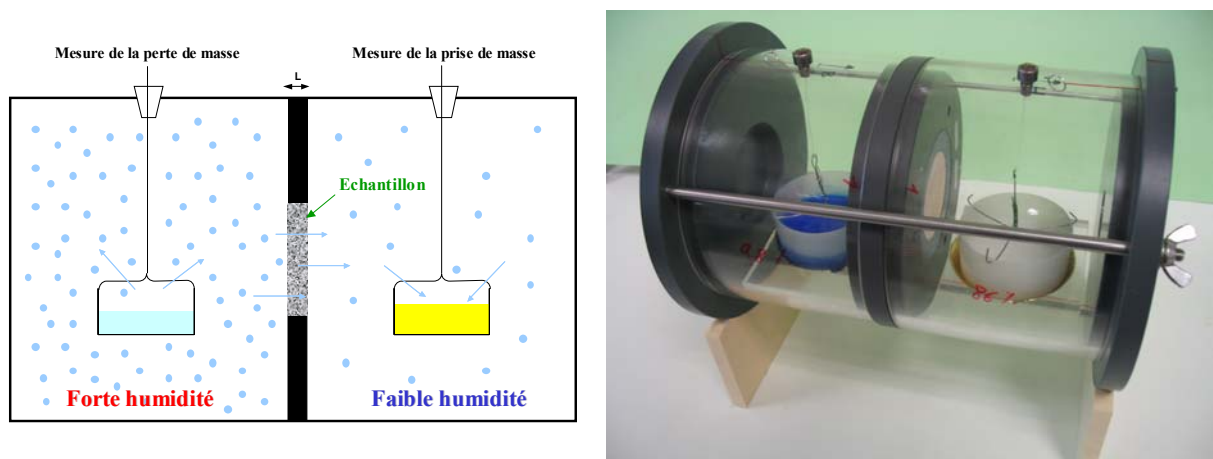 Mesure de la perte de masse
Mesure de la prise de masse
L
Echantillon
Forte humidité
Faible humidité
86 %